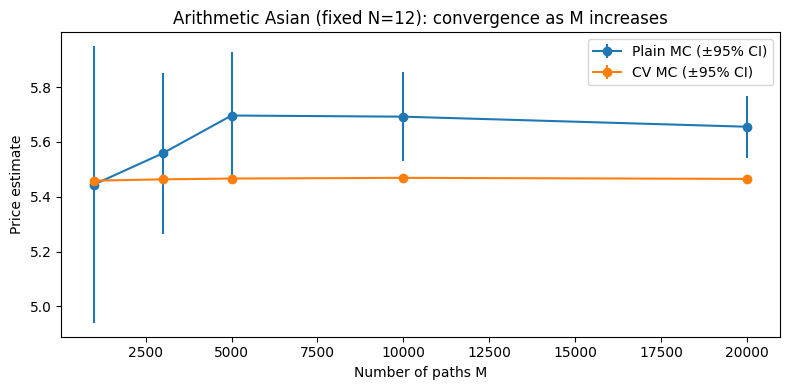 Arithmetic Asian (fixed N=12): convergence as M increases
Plain MC (±95% CI)
CV MC (±95% CI)
Price estimate
5.8
5.6
5.4
5.2
5.0
2500
5000
7500
10000
12500
15000
17500
20000
Number of paths M